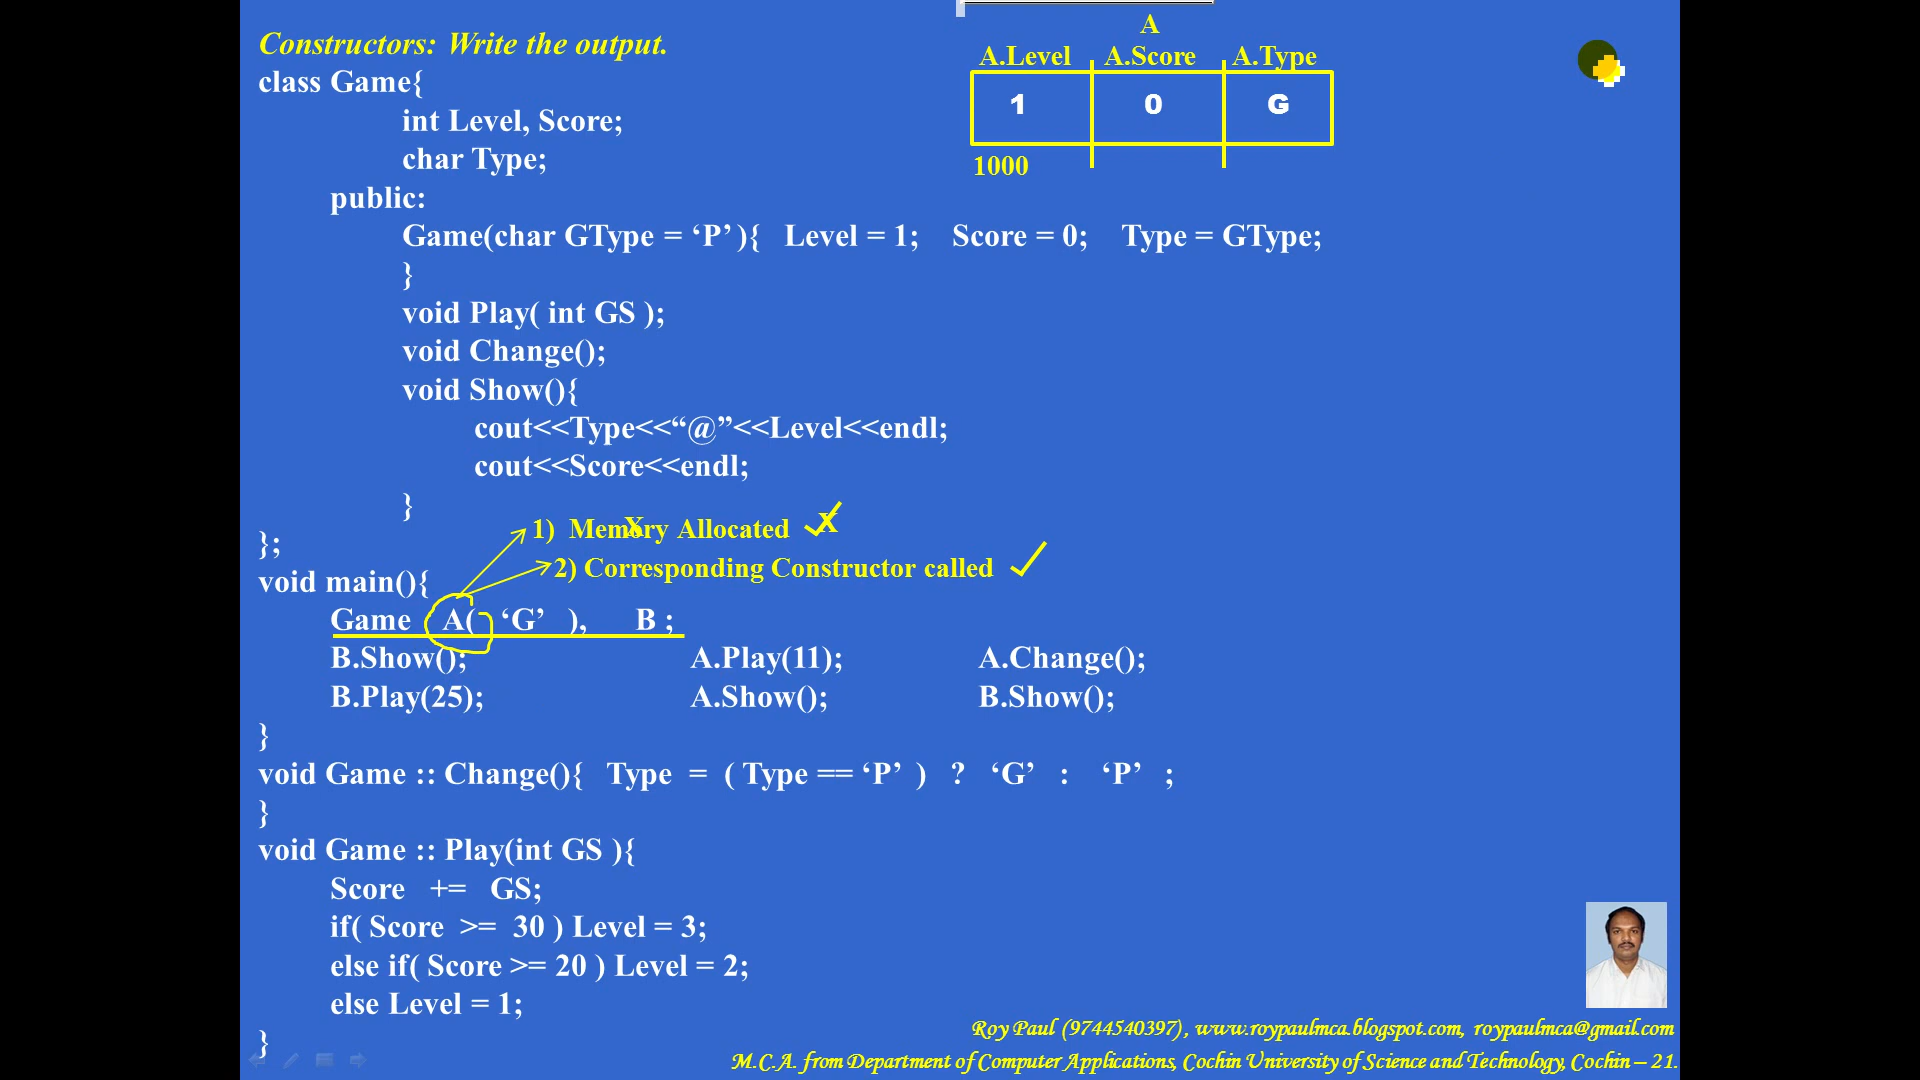 Constructors: Write the output.
A
A.Level A.Score A.Type
class Game{
1 0 G
int Level, Score;
char Type;
1000
public:
Game(char GType = ‘P’ ){ Level = 1; Score = 0; Type = GType;
}
void Play( int GS );
void Change();
void Show(){
cout<<Type<<“@”<<Level<<endl;
cout<<Score<<endl;
}
1) Memory Allocated
X X
};
2) Corresponding Constructor called
void main(){
Game A( ‘G’ ), B ;
B.Show(); A.Play(11); A.Change();
B.Play(25); A.Show(); B.Show();
}
void Game :: Change(){ Type = ( Type == ‘P’ ) ? ‘G’ : ‘P’ ;
}
void Game :: Play(int GS ){
Score += GS;
if( Score >= 30 ) Level = 3;
else if( Score >= 20 ) Level = 2;
else Level = 1;
}
Roy Paul (9744540397), www.roypaulmca.blogspot.com, roypaulmca@gmail.com
M.C.A. from Department of Computer Applications, Cochin University of Science and Technology, Cochin – 21.